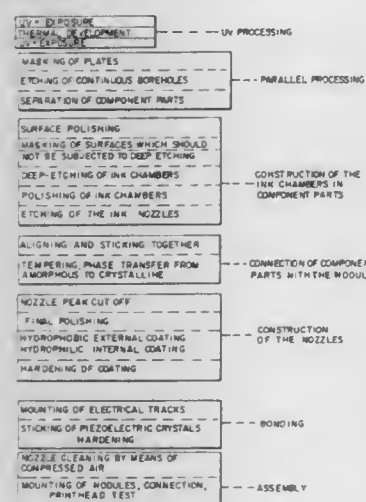 UV - EXPOSURE
THERMAL DEVELOPMENT
UV - EXPOSURE
UV PROCESSING
MASKING OF PLATES
ETCHING OF CONTINUOUS BOREHOLES
SEPARATION OF COMPONENT PARTS
PARALLEL PROCESSING
SURFACE POLISHING
MASKING OF SURFACES WHICH SHOULD
NOT BE SUBJECTED TO DEEP ETCHING
DEEP-ETCHING OF INK CHAMBERS
POLISHING OF INK CHAMBERS
ETCHING OF THE INK NOZZLES
CONSTRUCTION OF THE
INK CHAMBERS IN
COMPONENT PARTS
ALIGNING AND STICKING TOGETHER
TEMPERING, PHASE TRANSFER FROM
AMORPHOUS TO CRYSTALLINE
CONNECTION OF COMPONEN
PARTS WITH THE MODUL
NOZZLE PEAK CUT OFF
FINAL POLISHING
HYDROPHOBIC EXTERNAL COATING
HYDROPHILIC INTERNAL COATING
HARDENING OF COATING
CONSTRUCTION
OF THE NOZZLES
MOUNTING OF ELECTRICAL TRACKS
STICKING OF PIEZOELECTRIC CRYSTALS
HARDENING
BONDING
NOZZLE CLEANING BY MEANS OF
COMPRESSED AIR
MOUNTING OF MODULES, CONNECTION,
PRINTHEAD TEST
ASSEMBLY